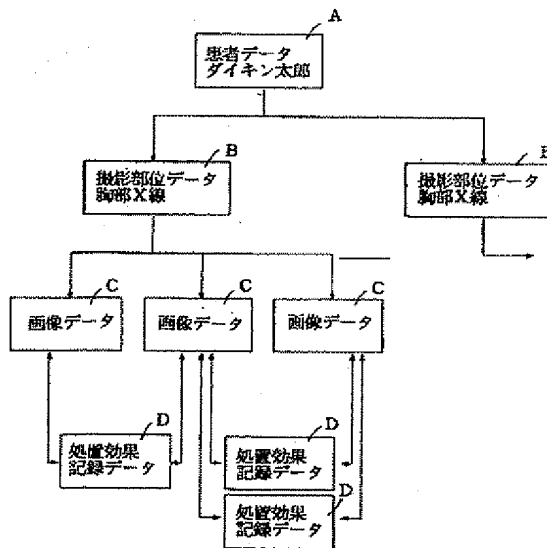 A
患者データ
ダイキン太郎
B
撮影部位データ
胸部X線
B
撮影部位データ
胸部X線
C
画像データ
C
画像データ
C
画像データ
D
処置効果
記録データ
D
処置効果
記録データ
D
処置効果
記録データ